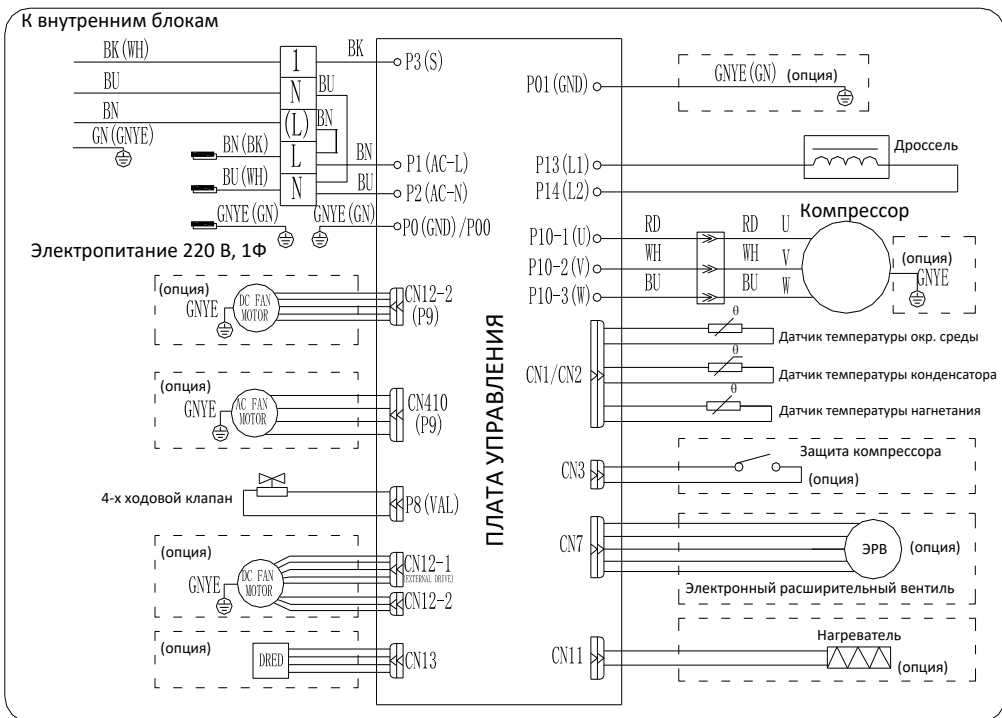 К внутренним блокам
BK(WH)
BU
BN
GN(GNYE)
1
N
(L)
L
N
BK
BU
BN
BN
BU
BN(BK)
BU(WH)
GNYE(GN)
GNYE(GN)
P3(S)
P1(AC-L)
P2(AC-N)
P0(GND)/P00
Электропитание 220 В, 1Ф
(опция)
GNYE
DC FAN
MOTOR
CN12-2
(P9)
(опция)
GNYE
AC FAN
MOTOR
CN410
(P9)
4-х ходовой клапан
P8(VAL)
(опция)
GNYE
DC FAN
MOTOR
CN12-1
(EXTERNAL DRIVE)
CN12-2
(опция)
DRED
CN13
ПЛАТА УПРАВЛЕНИЯ
P01(GND)
GNYE(GN) (опция)
P13(L1)
P14(L2)
Дроссель
Компрессор
P10-1(U)
RD
RD
U
P10-2(V)
WH
WH
V
P10-3(W)
BU
BU
W
(опция)
GNYE
CN1/CN2
θ
Датчик температуры окр. среды
θ
Датчик температуры конденсатора
θ
Датчик температуры нагнетания
CN3
Защита компрессора
(опция)
CN7
ЭРВ
(опция)
Электронный расширительный вентиль
CN11
Нагреватель
(опция)